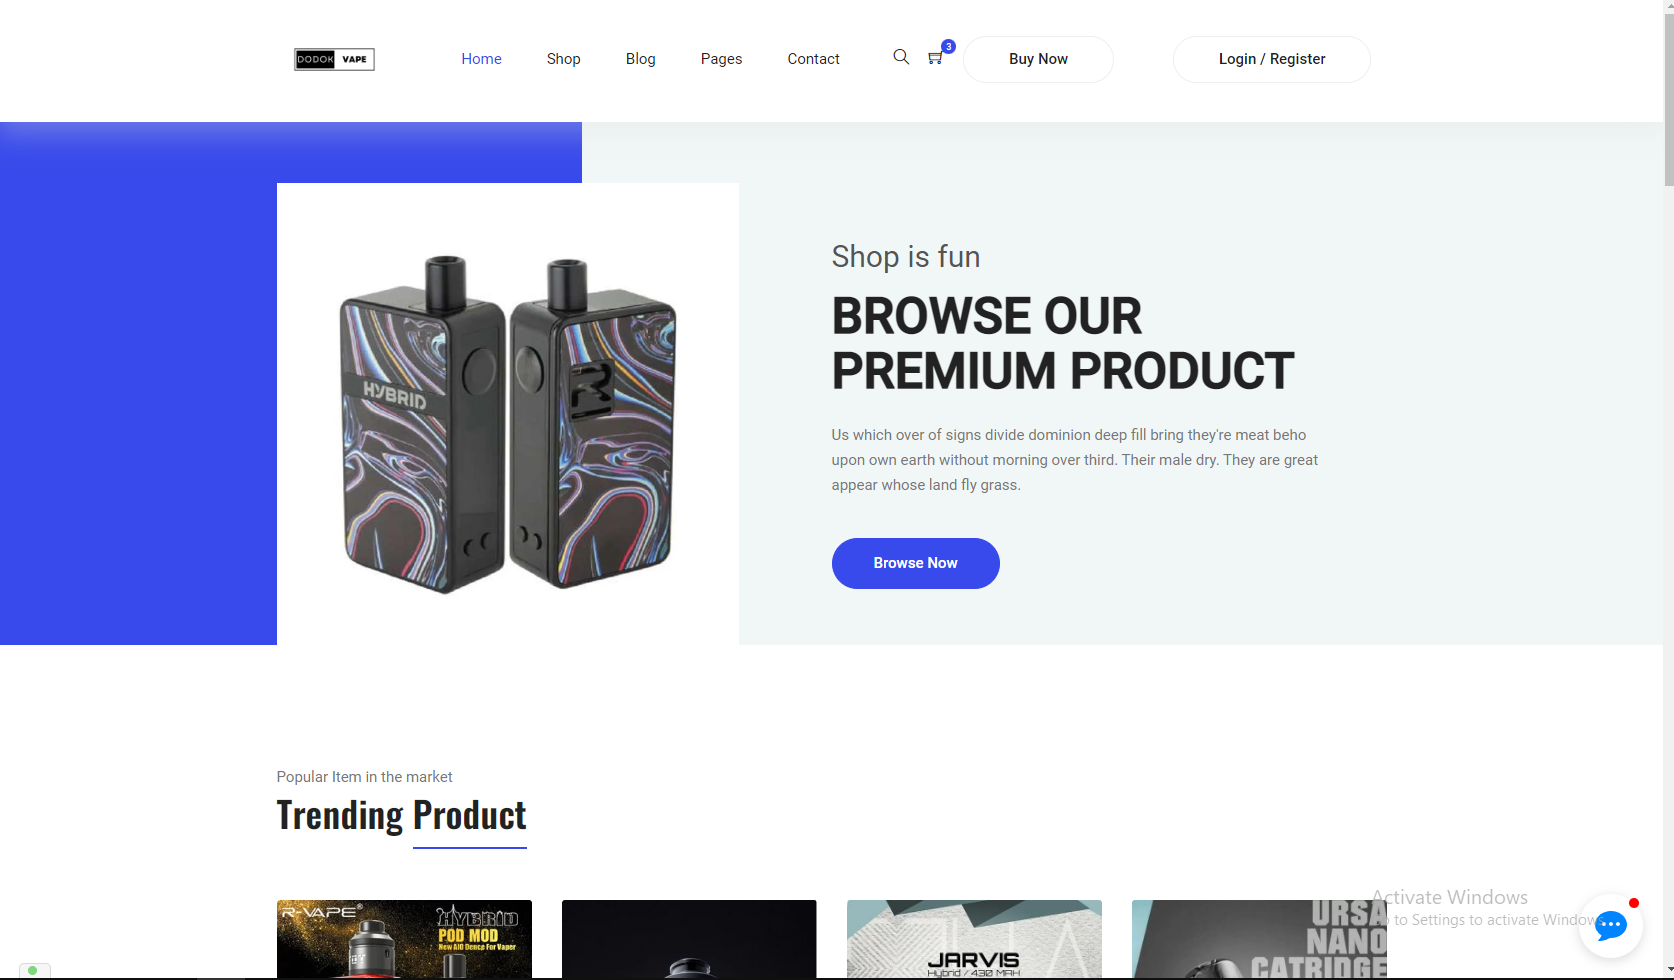 DODOK VAPE
Home
Shop
Blog
Pages
Contact
3
Buy Now
Login / Register
HYBRID
R
Shop is fun
BROWSE OUR
PREMIUM PRODUCT
Us which over of signs divide dominion deep fill bring they're meat beho
upon own earth without morning over third. Their male dry. They are great
appear whose land fly grass.
Browse Now
Popular Item in the market
Trending Product
R-VAPE®
HYBRID
POD MOD
New AIO Dence For Vaper
JARVIS
Hybrid / 430 MAH
URSA
NANO
CATRIDGE
Activate Windows
Go to Settings to activate Windows.